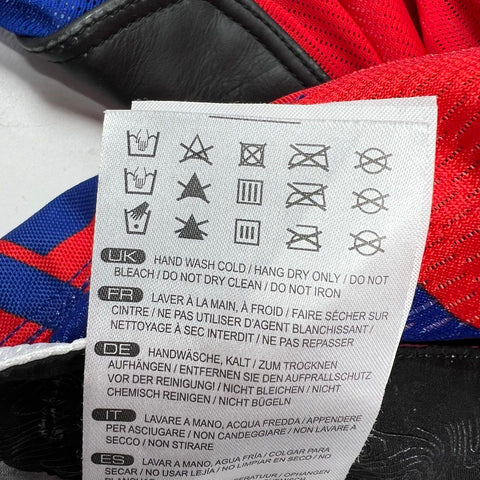 UK HAND WASH COLD / HANG DRY ONLY / DO NOT
BLEACH / DO NOT DRY CLEAN / DO NOT IRON
FR LAVER À LA MAIN, À FROID / FAIRE SÉCHER SUR
CINTRE / NE PAS UTILISER D'AGENT BLANCHISSANT /
NETTOYAGE À SEC INTERDIT / NE PAS REPASSER
DE HANDWÄSCHE, KALT / ZUM TROCKNEN
AUFHÄNGEN / ENTFERNEN SIE DEN AUFPRALLSCHUTZ
VOR DER REINIGUNG! / NICHT BLEICHEN / NICHT
CHEMISCH REINIGEN / NICHT BÜGELN
IT LAVARE A MANO, ACQUA FREDDA / APPENDERE
PER ASCIUGARE / NON CANDEGGIARE / NON LAVARE A
SECCO / NON STIRARE
ES LAVAR A MANO, AGUA FRÍA / COLGAR PARA
SECAR / NO USAR LEJÍA / NO LIMPIAR EN SECO / NO